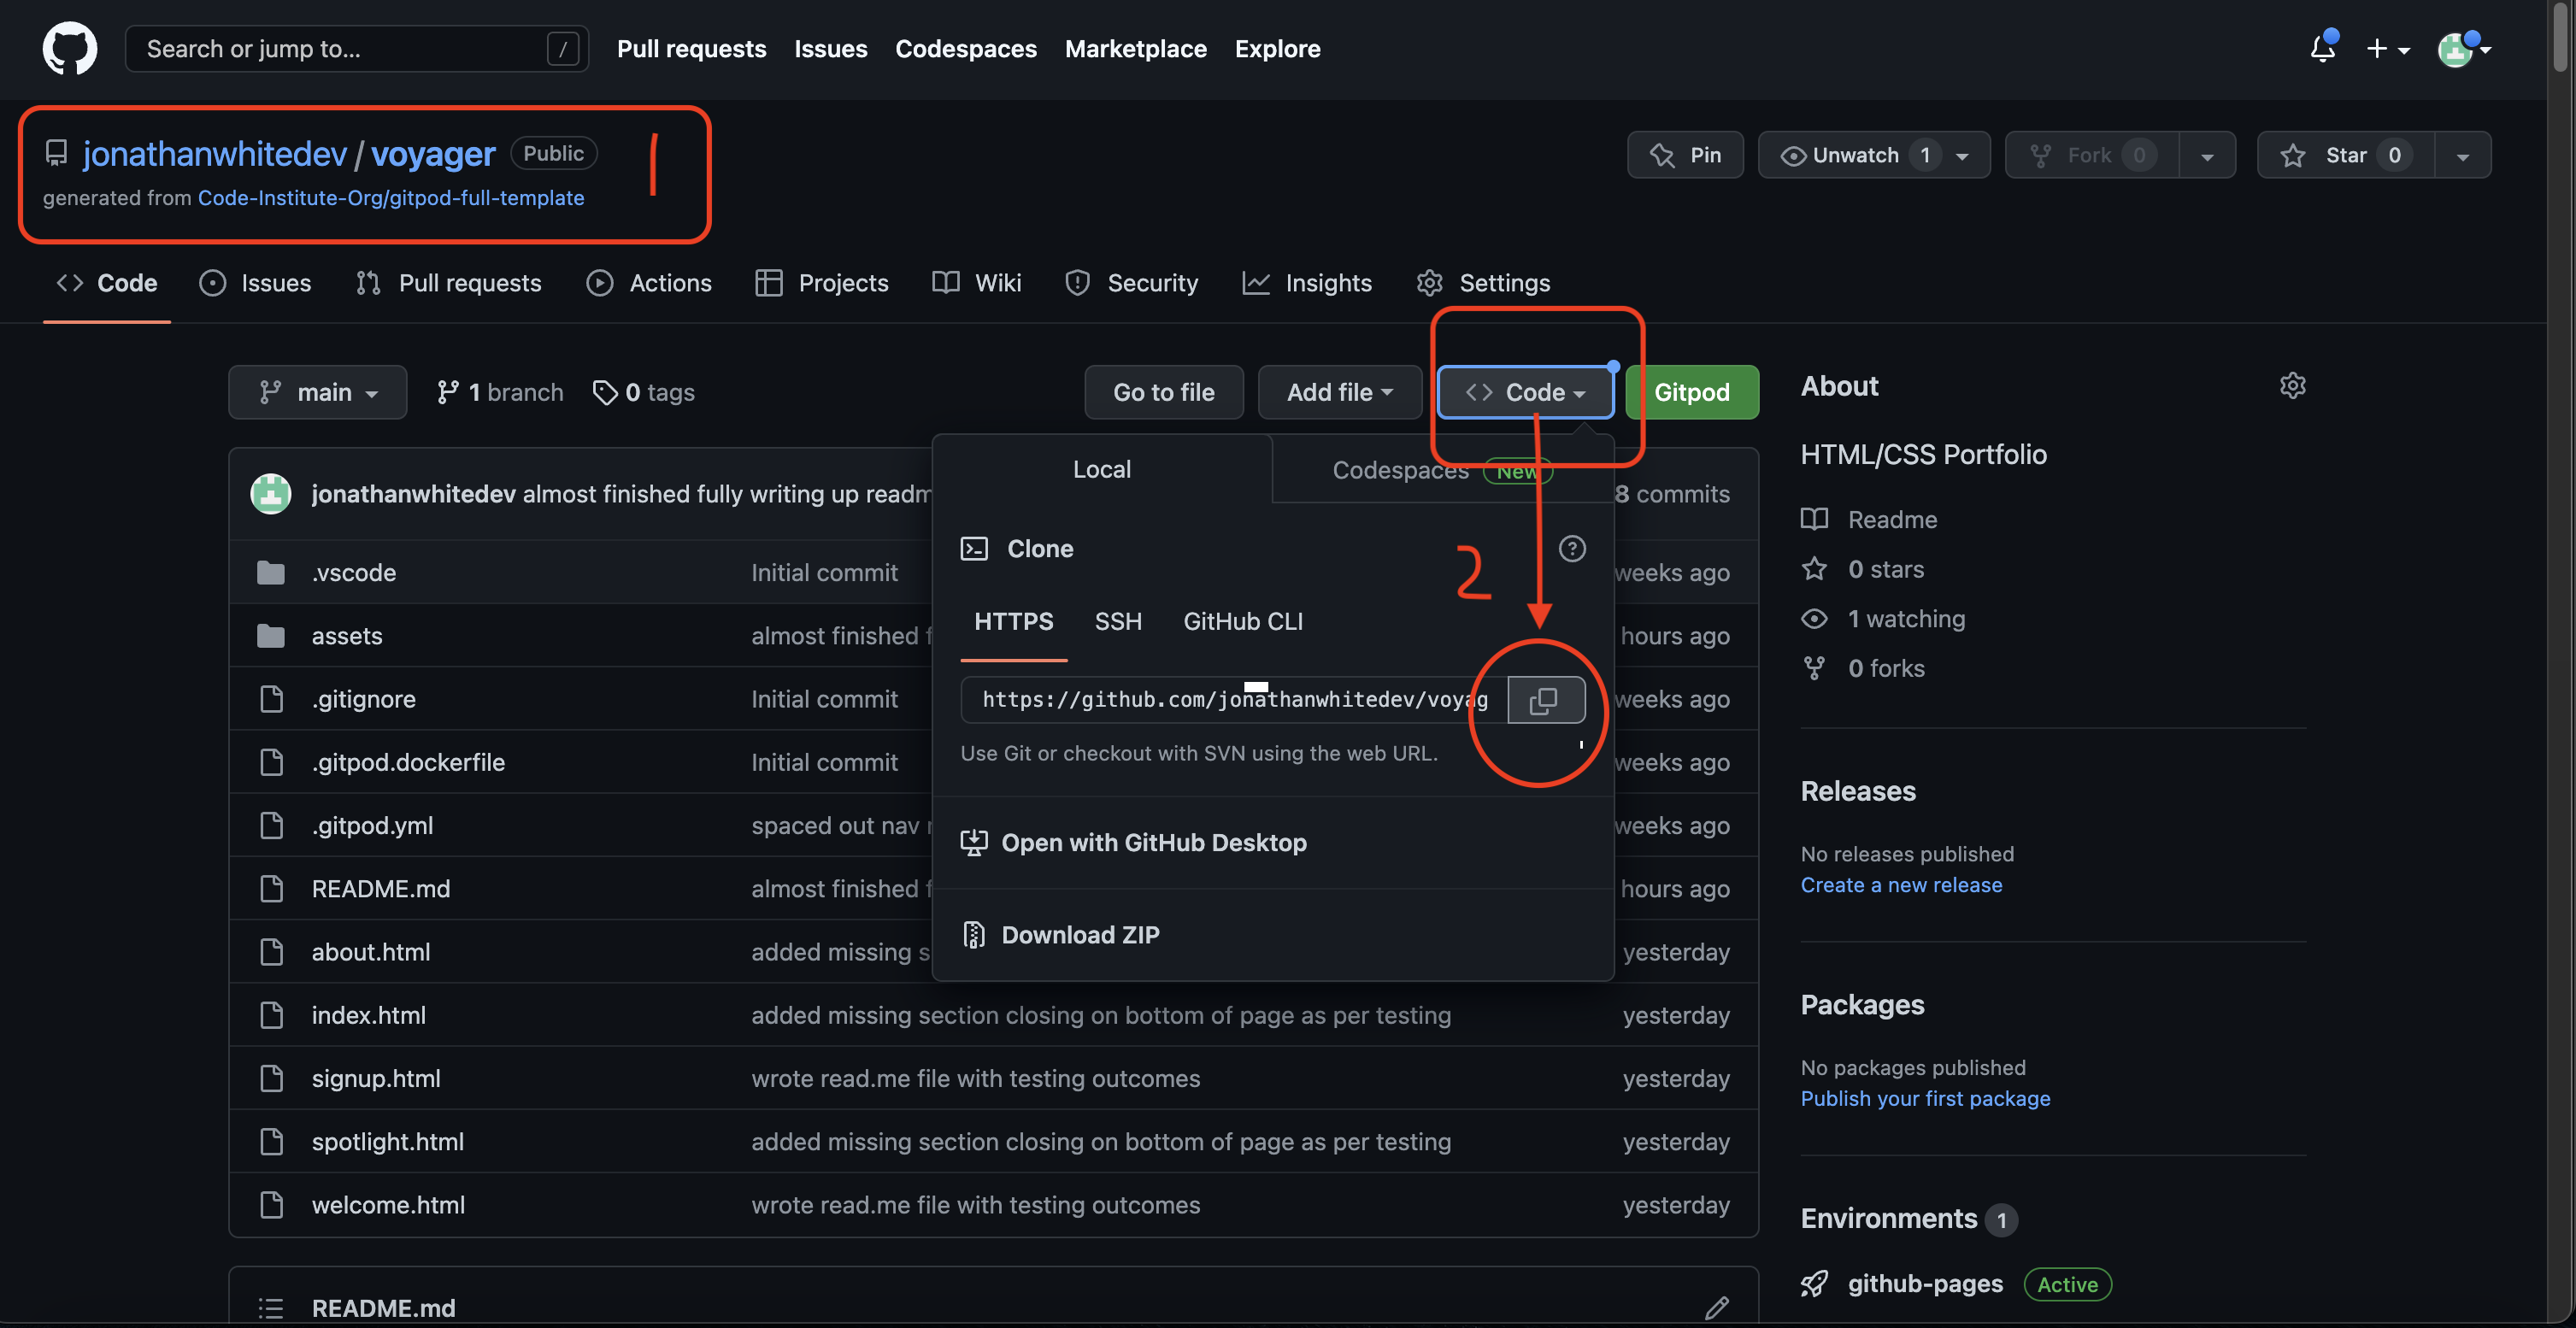 Search or jump to... /
Pull requests Issues Codespaces Marketplace Explore
jonathanwhitedev / voyager Public
1
generated from Code-Institute-Org/gitpod-full-template
Pin Unwatch 1 Fork 0 Star 0
Code Issues Pull requests Actions Projects Wiki Security Insights Settings
main 1 branch 0 tags Go to file Add file Code Gitpod
jonathanwhitedev almost finished fully writing up 8 commits
.vscode Initial commit weeks ago
assets almost finished hours ago
.gitignore Initial commit weeks ago
.gitpod.dockerfile Initial commit weeks ago
.gitpod.yml spaced out nav weeks ago
README.md almost finished hours ago
about.html added missing yesterday
index.html added missing section closing on bottom of page as per testing yesterday
signup.html wrote read.me file with testing outcomes yesterday
spotlight.html added missing section closing on bottom of page as per testing yesterday
welcome.html wrote read.me file with testing outcomes yesterday
README.md
Local Codespaces New
Clone
2
HTTPS SSH GitHub CLI
https://github.com/jonathanwhitedev/voyag
Use Git or checkout with SVN using the web URL.
Open with GitHub Desktop
Download ZIP
About
HTML/CSS Portfolio
Readme
0 stars
1 watching
0 forks
Releases
No releases published
Create a new release
Packages
No packages published
Publish your first package
Environments 1
github-pages Active